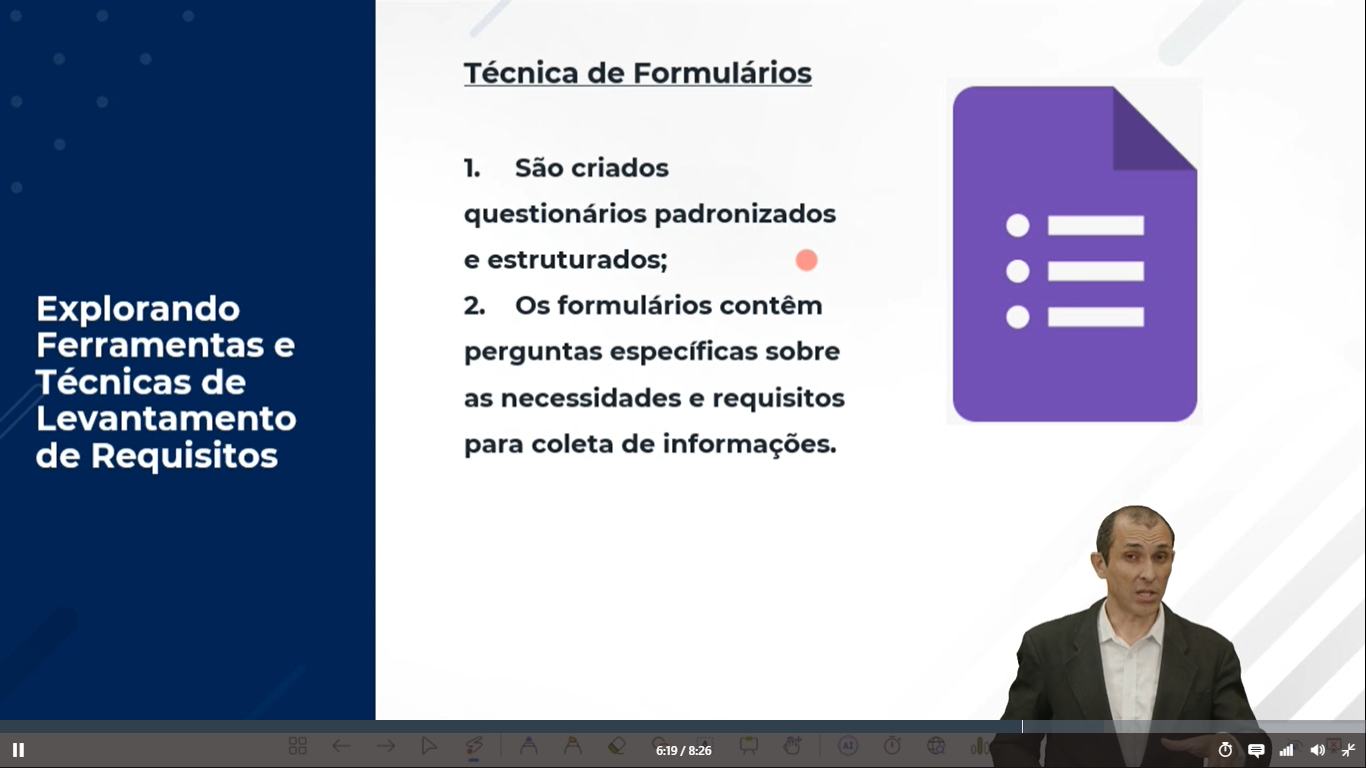 Técnica de Formulários
1. São criados
questionários padronizados
e estruturados;
2. Os formulários contêm
perguntas específicas sobre
as necessidades e requisitos
para coleta de informações.
Explorando
Ferramentas e
Técnicas de
Levantamento
de Requisitos
AI
6:19 / 8:26